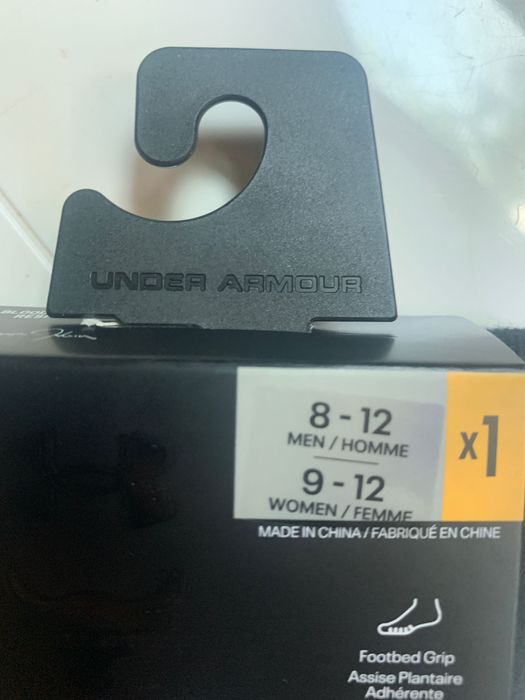 UNDER ARMOUR
8 - 12
MEN / HOMME
9 - 12
WOMEN / FEMME
x1
MADE IN CHINA / FABRIQUÉ EN CHINE
Footbed Grip
Assise Plantaire
Adhérente